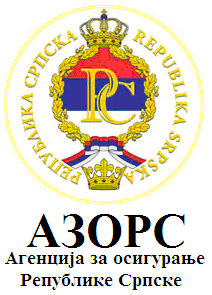 РЕПУБЛИКА СРПСКА REPUBLIKA SRPSKA
РС
АЗОРС
Агенција за осигурање
Републике Српске